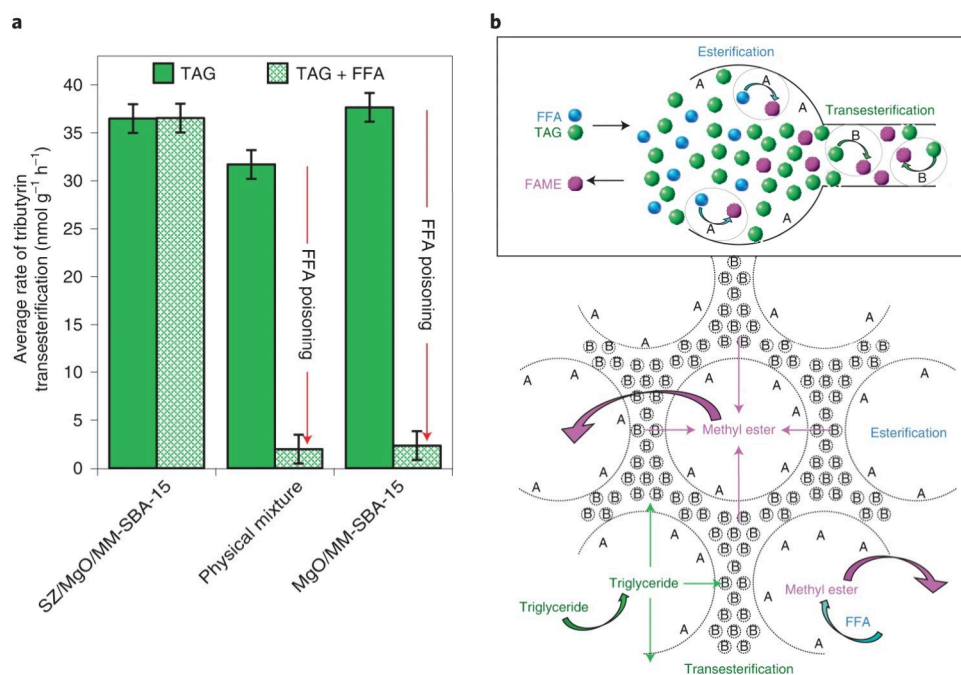 a
TAG
TAG + FFA
Average rate of tributyrin
transesterification (nmol g⁻¹ h⁻¹)
40
35
30
25
20
15
10
5
0
FFA poisoning
FFA poisoning
SZ/MgO/MM-SBA-15
Physical mixture
MgO/MM-SBA-15
b
Esterification
A
A
Transesterification
FFA
TAG
B
FAME
B
A
A
B
B B
B
B B
B
B B
B
B B
A A
A A
A A
B B B B B B B B
B B B B B B
A A A A A
B B B B
A A A A
B B Methyl ester B B
Esterification
B B
A A A A
B B B B
A A A A
B B B B B B
B B B B B B B B
A A A A
B
B B
A A
B
Triglyceride B B Methyl ester
Triglyceride
B
FFA
A B B A
B
A B B A
Transesterification